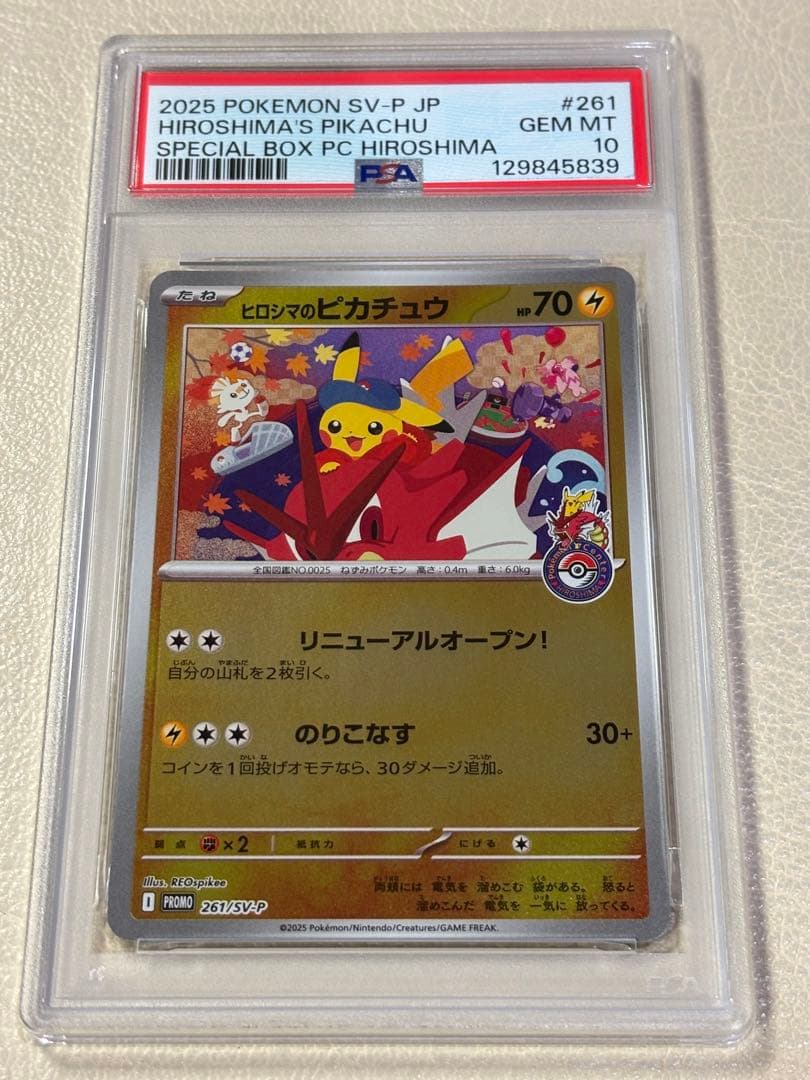 2025 POKEMON SV-P JP #261
HIROSHIMA'S PIKACHU GEM MT
SPECIAL BOX PC HIROSHIMA 10
PSA 129845839
たね ヒロシマのピカチュウ HP 70
Pokémon Center HIROSHIMA
全国図鑑NO.0025 ねずみポケモン 高さ:0.4m 重さ:6.0kg
リニューアルオープン!
自分の山札を2枚引く。
のりこなす 30+
コインを1回投げオモテなら、30ダメージ追加。
弱点 ×2 抵抗力 にげる
Illus. REOspikee
両頬には 電気を 溜めこむ 袋がある。 怒ると
I PROMO 261/SV-P
溜めこんだ 電気を 一気に 放ってくる。
©2025 Pokémon/Nintendo/Creatures/GAME FREAK.
PSA